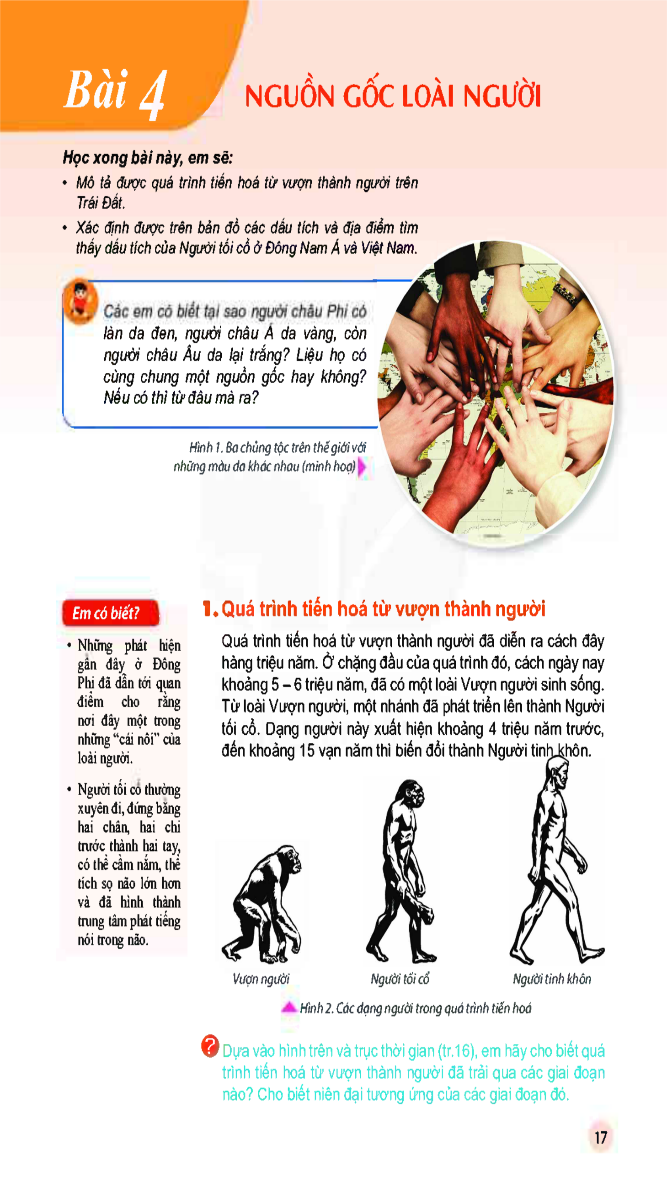 Bài 4
NGUỒN GỐC LOÀI NGƯỜI
Học xong bài này, em sẽ:
• Mô tả được quá trình tiến hoá từ vượn thành người trên
Trái Đất.
• Xác định được trên bản đồ các dấu tích và địa điểm tìm
thấy dấu tích của Người tối cổ ở Đông Nam Á và Việt Nam.
Các em có biết tại sao người châu Phi có
làn da đen, người châu Á da vàng, còn
người châu Âu da lại trắng? Liệu họ có
cùng chung một nguồn gốc hay không?
Nếu có thì từ đâu mà ra?
Hình 1. Ba chủng tộc trên thế giới với
những màu da khác nhau (minh hoạ)
Em có biết?
• Những phát hiện
gần đây ở Đông
Phi đã dẫn tới quan
điểm cho rằng
nơi đây một trong
những “cái nôi” của
loài người.
• Người tối cổ thường
xuyên đi, đứng bằng
hai chân, hai chi
trước thành hai tay,
có thể cầm nắm, thể
tích sọ não lớn hơn
và đã hình thành
trung tâm phát tiếng
nói trong não.
1. Quá trình tiến hoá từ vượn thành người
Quá trình tiến hoá từ vượn thành người đã diễn ra cách đây
hàng triệu năm. Ở chặng đầu của quá trình đó, cách ngày nay
khoảng 5 – 6 triệu năm, đã có một loài Vượn người sinh sống.
Từ loài Vượn người, một nhánh đã phát triển lên thành Người
tối cổ. Dạng người này xuất hiện khoảng 4 triệu năm trước,
đến khoảng 15 vạn năm thì biến đổi thành Người tinh khôn.
Vượn người
Người tối cổ
Người tinh khôn
Hình 2. Các dạng người trong quá trình tiến hoá
? Dựa vào hình trên và trục thời gian (tr.16), em hãy cho biết quá
trình tiến hoá từ vượn thành người đã trải qua các giai đoạn
nào? Cho biết niên đại tương ứng của các giai đoạn đó.
17